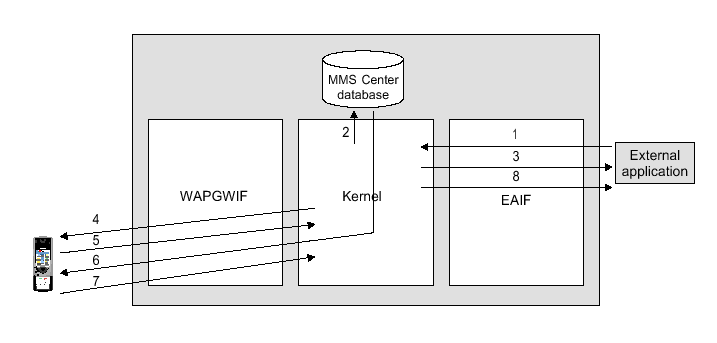 MMS Center
database
2
1
3
8
External
application
WAPGWIF
Kernel
EAIF
4
5
6
7